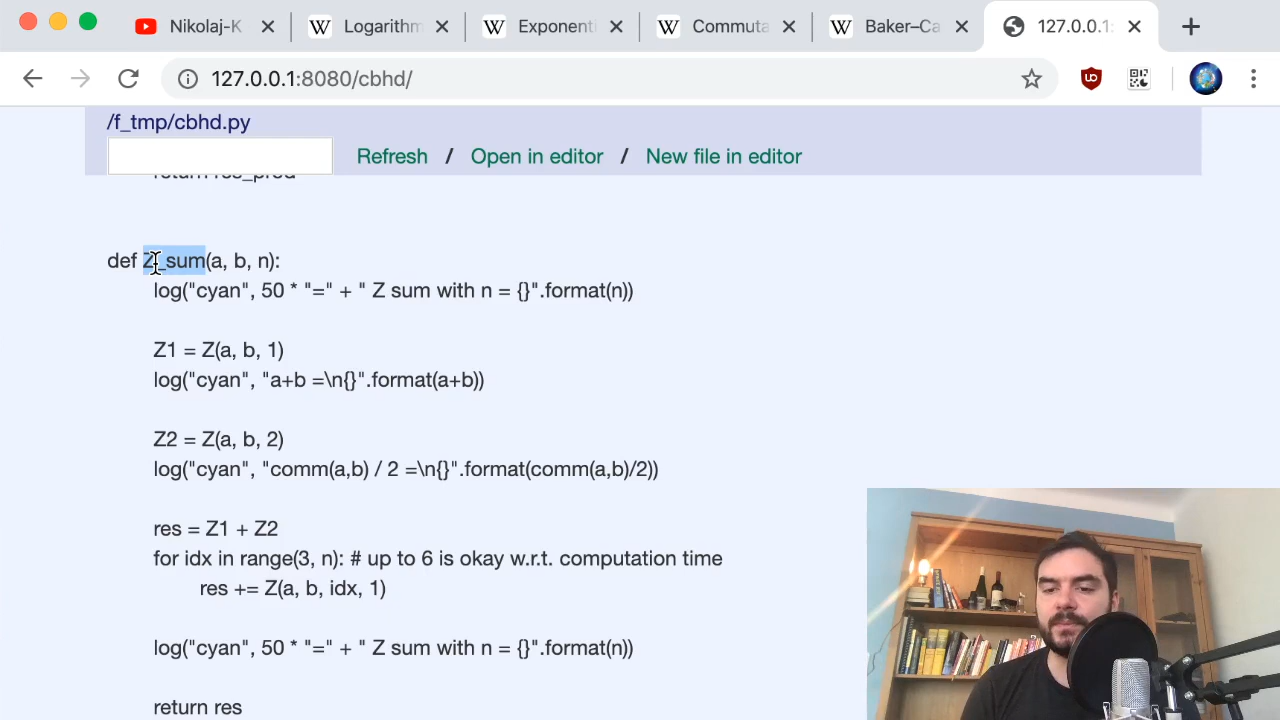 Nikolaj-K
Logarithm
Exponenti
Commuta
Baker–Ca
127.0.0.1:
127.0.0.1:8080/cbhd/
/f_tmp/cbhd.py
Refresh / Open in editor / New file in editor
return res_prod
def Z_sum(a, b, n):
log("cyan", 50 * "=" + " Z sum with n = {}".format(n))
Z1 = Z(a, b, 1)
log("cyan", "a+b =\n{}".format(a+b))
Z2 = Z(a, b, 2)
log("cyan", "comm(a,b) / 2 =\n{}".format(comm(a,b)/2))
res = Z1 + Z2
for idx in range(3, n): # up to 6 is okay w.r.t. computation time
res += Z(a, b, idx, 1)
log("cyan", 50 * "=" + " Z sum with n = {}".format(n))
return res